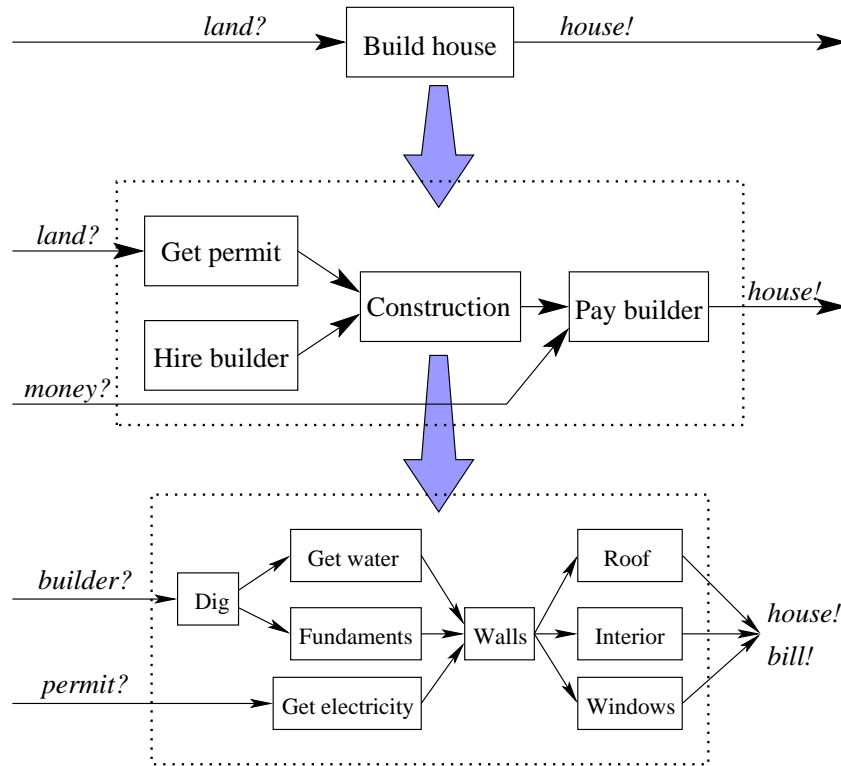 land?
Build house
house!
land?
Get permit
Construction
Pay builder
house!
Hire builder
money?
builder?
Dig
Get water
Fundaments
Walls
Roof
Interior
Windows
house!
bill!
permit?
Get electricity